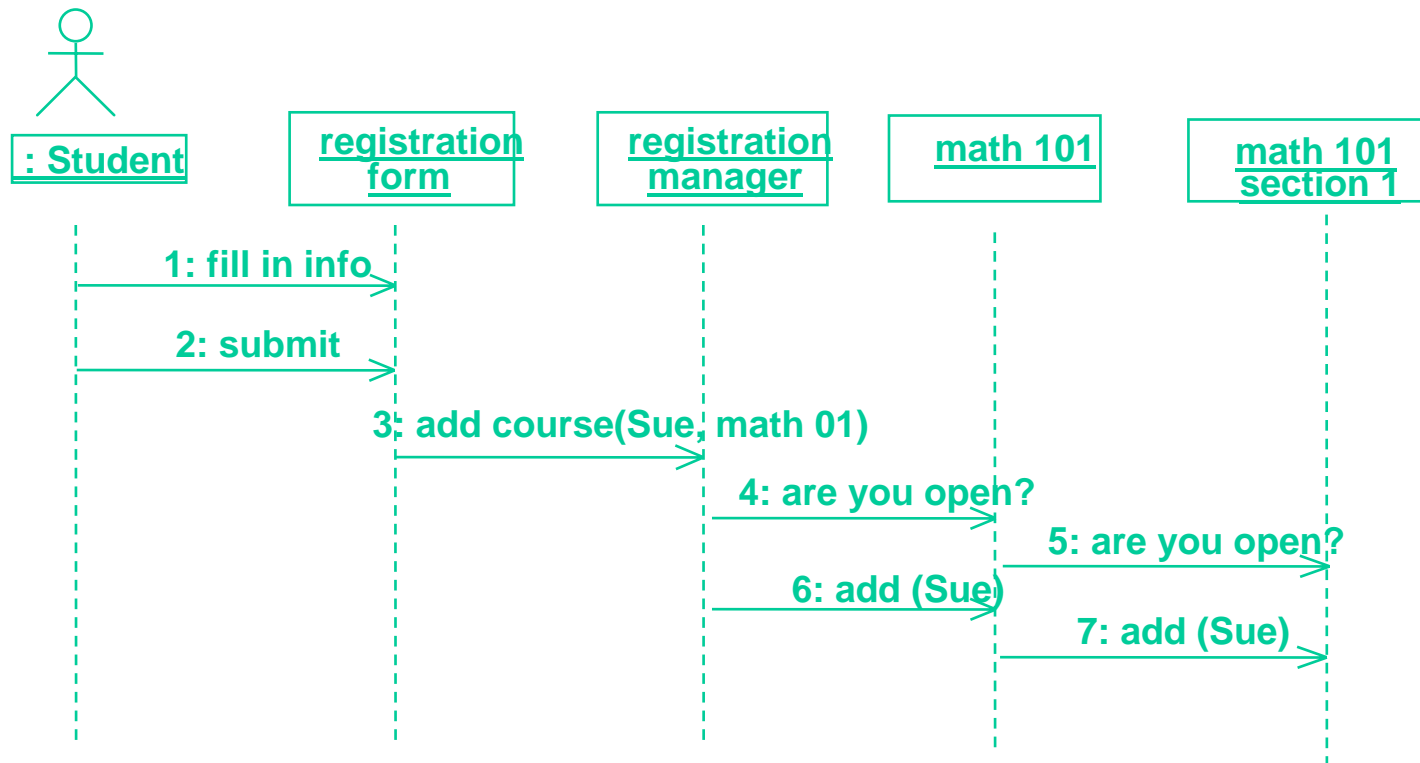 : Student
registration
form
registration
manager
math 101
math 101
section 1
1: fill in info
2: submit
3: add course(Sue, math 01)
4: are you open?
5: are you open?
6: add (Sue)
7: add (Sue)